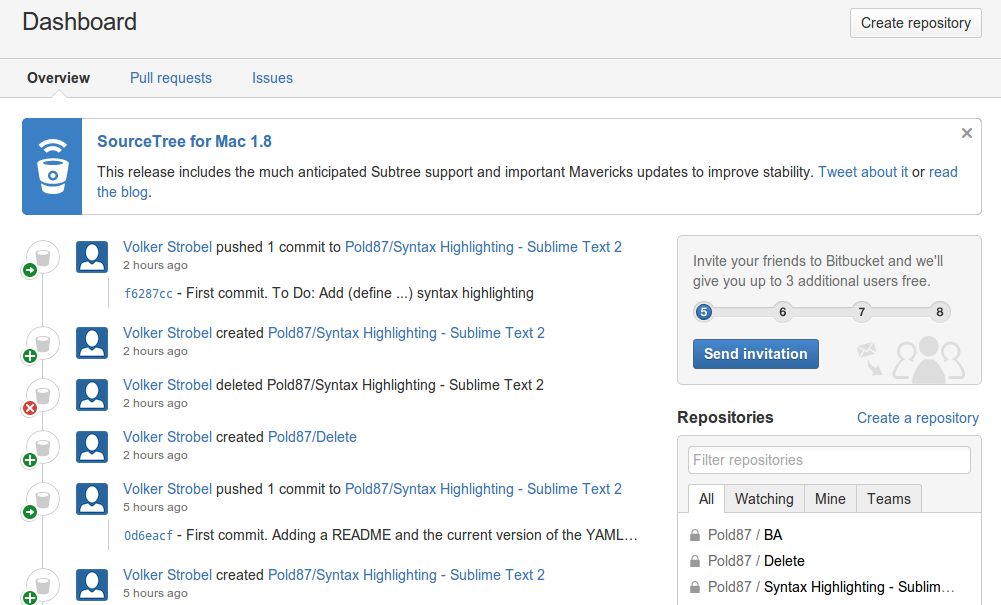 Dashboard
Create repository
Overview
Pull requests
Issues
SourceTree for Mac 1.8
This release includes the much anticipated Subtree support and important Mavericks updates to improve stability. Tweet about it or read
the blog.
Volker Strobel pushed 1 commit to Pold87/Syntax Highlighting - Sublime Text 2
2 hours ago
f6287cc - First commit. To Do: Add (define ...) syntax highlighting
Volker Strobel created Pold87/Syntax Highlighting - Sublime Text 2
2 hours ago
Volker Strobel deleted Pold87/Syntax Highlighting - Sublime Text 2
2 hours ago
Volker Strobel created Pold87/Delete
2 hours ago
Volker Strobel pushed 1 commit to Pold87/Syntax Highlighting - Sublime Text 2
5 hours ago
0d6eacf - First commit. Adding a README and the current version of the YAML…
Volker Strobel created Pold87/Syntax Highlighting - Sublime Text 2
5 hours ago
Invite your friends to Bitbucket and we'll
give you up to 3 additional users free.
5 6 7 8
Send invitation
Repositories
Create a repository
Filter repositories
All Watching Mine Teams
Pold87 / BA
Pold87 / Delete
Pold87 / Syntax Highlighting - Sublim…